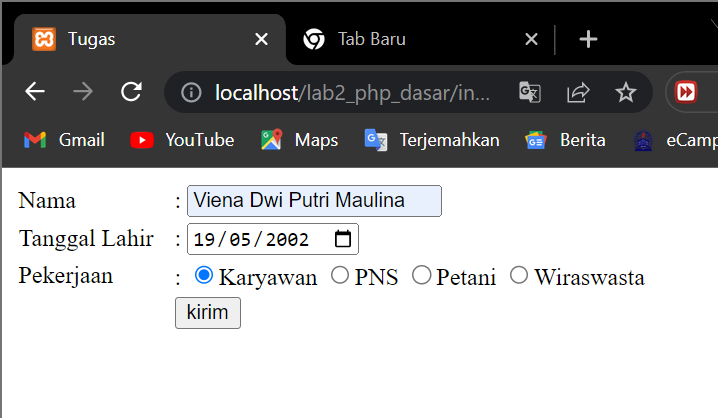 Tugas Tab Baru
localhost/lab2_php_dasar/in...
Gmail YouTube Maps Terjemahkan Berita eCamp
Nama : Viena Dwi Putri Maulina
Tanggal Lahir : 19/05/2002
Pekerjaan : Karyawan PNS Petani Wiraswasta
kirim